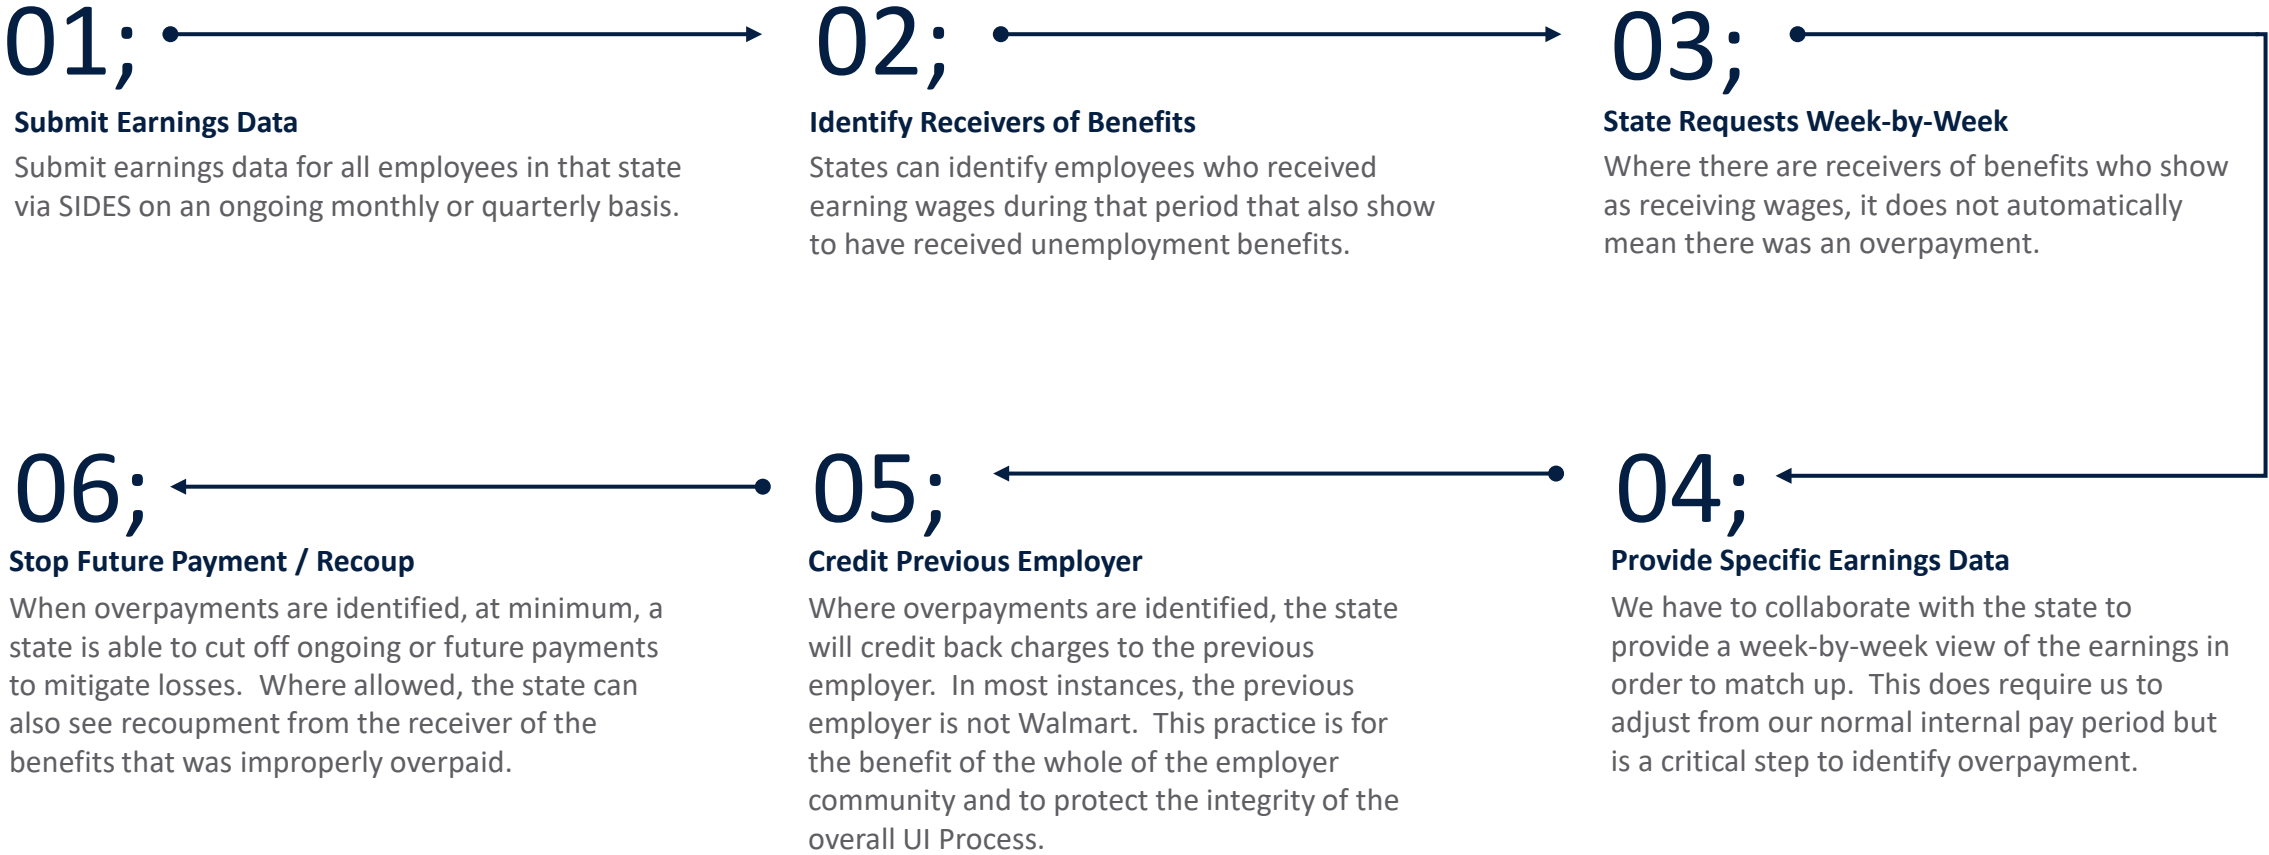 01;
Submit Earnings Data
Submit earnings data for all employees in that state
via SIDES on an ongoing monthly or quarterly basis.
02;
Identify Receivers of Benefits
States can identify employees who received
earning wages during that period that also show
to have received unemployment benefits.
03;
State Requests Week-by-Week
Where there are receivers of benefits who show
as receiving wages, it does not automatically
mean there was an overpayment.
04;
Provide Specific Earnings Data
We have to collaborate with the state to
provide a week-by-week view of the earnings in
order to match up.  This does require us to
adjust from our normal internal pay period but
is a critical step to identify overpayment.
05;
Credit Previous Employer
Where overpayments are identified, the state
will credit back charges to the previous
employer.  In most instances, the previous
employer is not Walmart.  This practice is for
the benefit of the whole of the employer
community and to protect the integrity of the
overall UI Process.
06;
Stop Future Payment / Recoup
When overpayments are identified, at minimum, a
state is able to cut off ongoing or future payments
to mitigate losses.  Where allowed, the state can
also see recoupment from the receiver of the
benefits that was improperly overpaid.